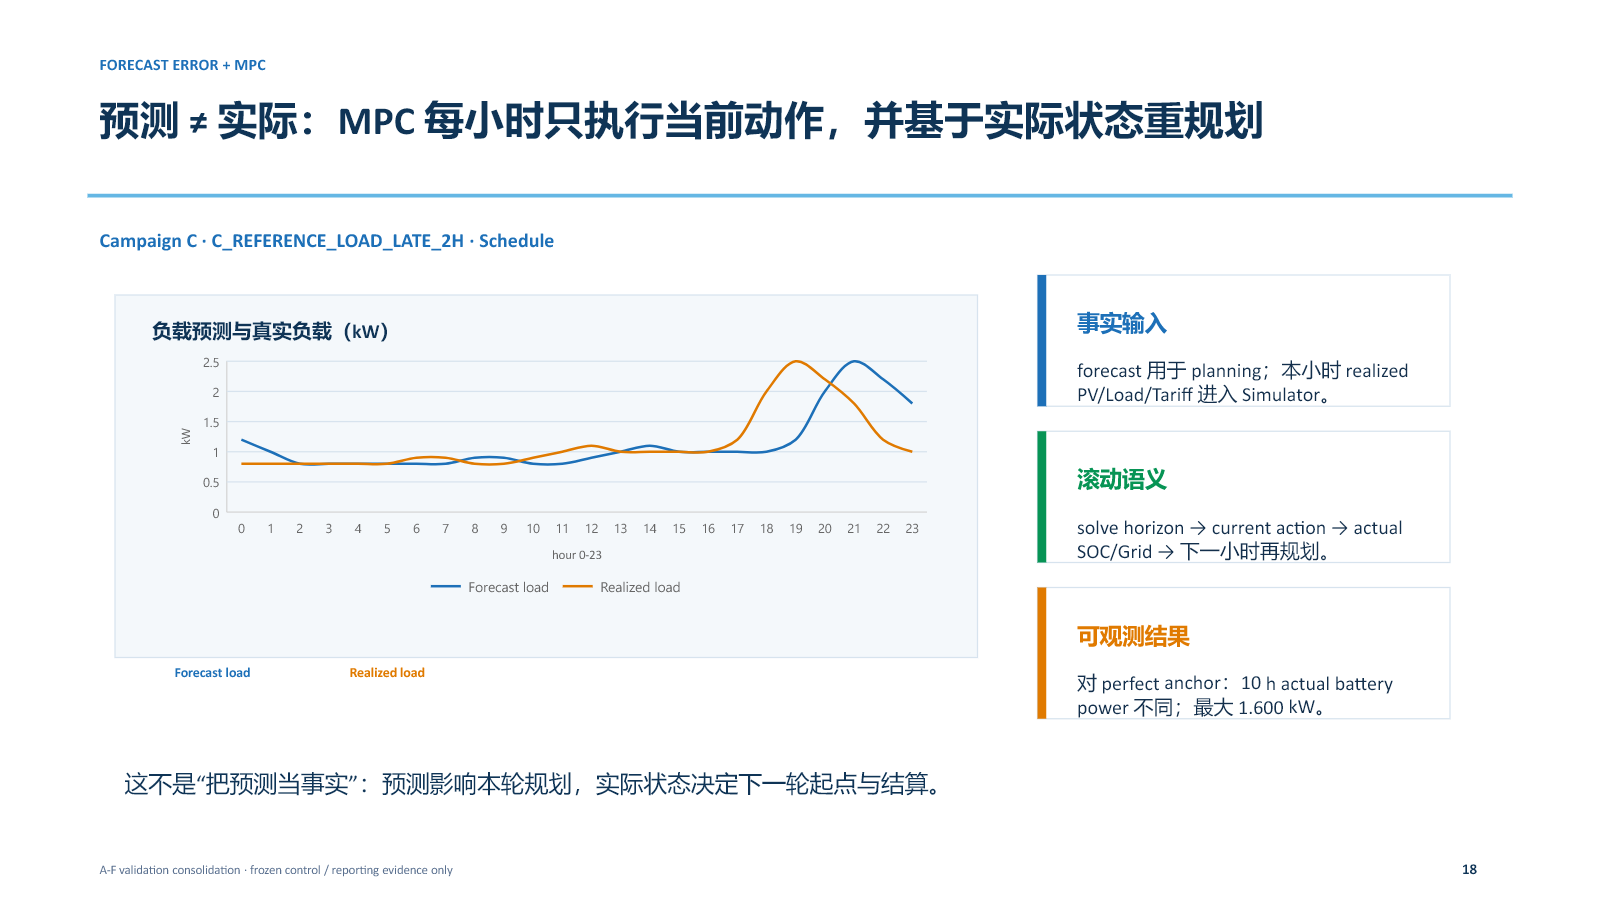 FORECAST ERROR + MPC
预测 ≠ 实际：MPC 每小时只执行当前动作，并基于实际状态重规划
Campaign C · C_REFERENCE_LOAD_LATE_2H · Schedule
负载预测与真实负载（kW）
2.5
2
1.5
1
0.5
0
kW
0 1 2 3 4 5 6 7 8 9 10 11 12 13 14 15 16 17 18 19 20 21 22 23
hour 0-23
Forecast load Realized load
Forecast load Realized load
事实输入
forecast 用于 planning；本小时 realized
PV/Load/Tariff 进入 Simulator。
滚动语义
solve horizon → current action → actual
SOC/Grid → 下一小时再规划。
可观测结果
对 perfect anchor：10 h actual battery
power 不同；最大 1.600 kW。
这不是“把预测当事实”：预测影响本轮规划，实际状态决定下一轮起点与结算。
A-F validation consolidation · frozen control / reporting evidence only
18